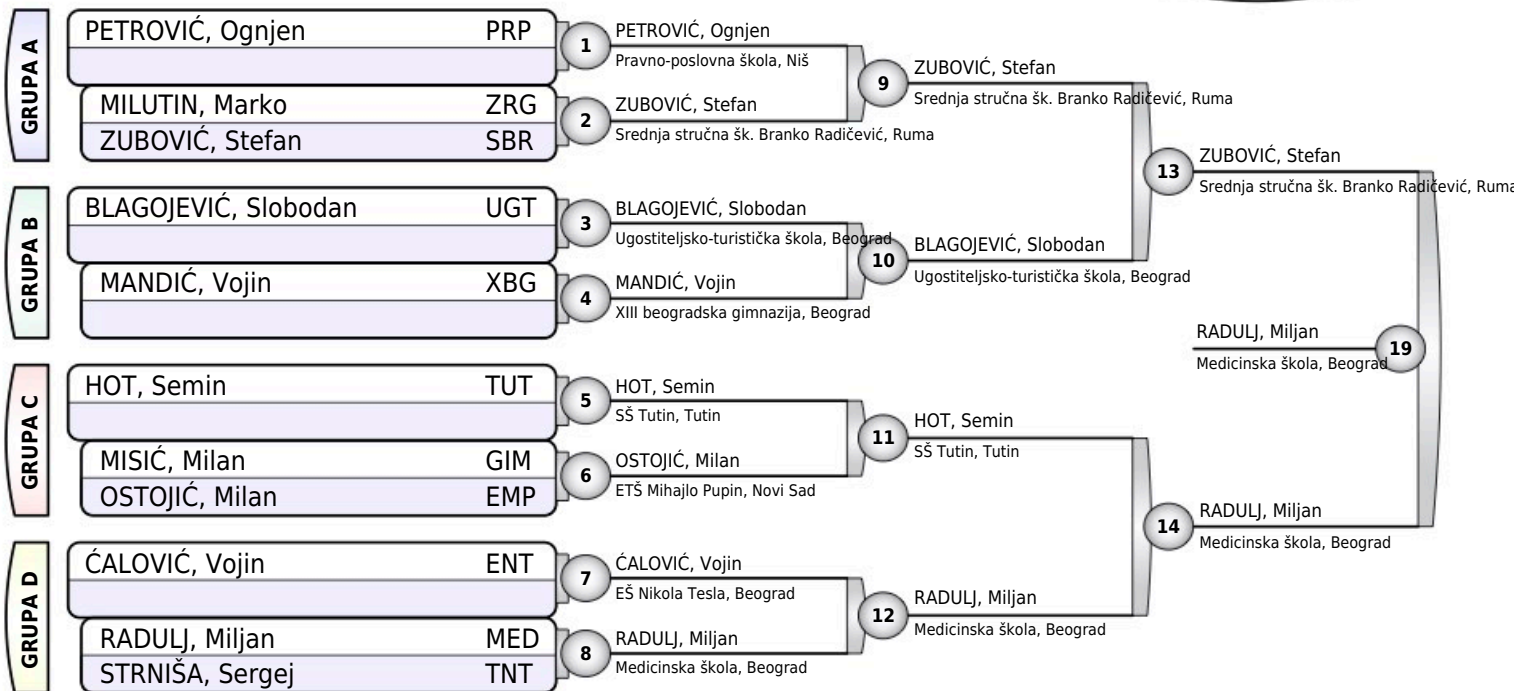 GRUPA A
PETROVIĆ, Ognjen PRP
MILUTIN, Marko ZRG
ZUBOVIĆ, Stefan SBR
GRUPA B
BLAGOJEVIĆ, Slobodan UGT
MANDIĆ, Vojin XBG
GRUPA C
HOT, Semin TUT
MISIĆ, Milan GIM
OSTOJIĆ, Milan EMP
GRUPA D
ĆALOVIĆ, Vojin ENT
RADULJ, Miljan MED
STRNIŠA, Sergej TNT
1
PETROVIĆ, Ognjen
Pravno-poslovna škola, Niš
2
ZUBOVIĆ, Stefan
Srednja stručna šk. Branko Radičević, Ruma
3
BLAGOJEVIĆ, Slobodan
Ugostiteljsko-turistička škola, Beograd
4
MANDIĆ, Vojin
XIII beogradska gimnazija, Beograd
5
HOT, Semin
SŠ Tutin, Tutin
6
OSTOJIĆ, Milan
ETŠ Mihajlo Pupin, Novi Sad
7
ĆALOVIĆ, Vojin
EŠ Nikola Tesla, Beograd
8
RADULJ, Miljan
Medicinska škola, Beograd
9
ZUBOVIĆ, Stefan
Srednja stručna šk. Branko Radičević, Ruma
10
BLAGOJEVIĆ, Slobodan
Ugostiteljsko-turistička škola, Beograd
11
HOT, Semin
SŠ Tutin, Tutin
12
RADULJ, Miljan
Medicinska škola, Beograd
13
ZUBOVIĆ, Stefan
Srednja stručna šk. Branko Radičević, Ruma
14
RADULJ, Miljan
Medicinska škola, Beograd
RADULJ, Miljan
Medicinska škola, Beograd
19